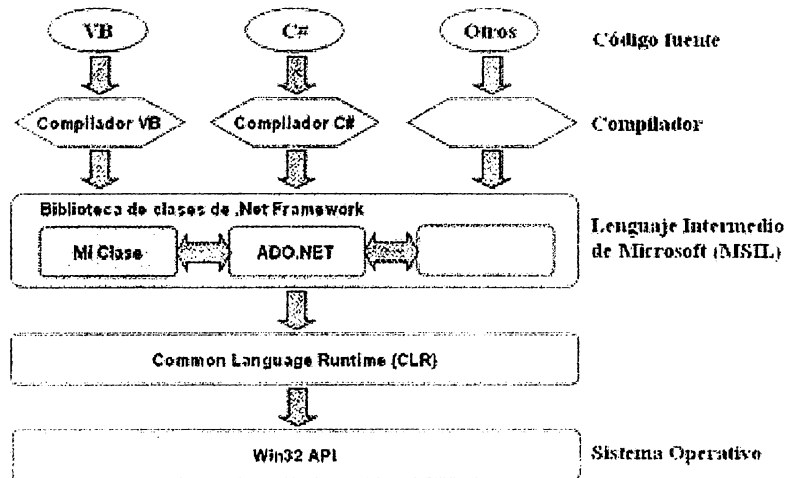 VB
C#
Otros
Código fuente
Compilador VB
Compilador C#
Compilador
Biblioteca de clases de .Net Framework
Mi Clase
ADO.NET
Lenguaje Intermedio
de Microsoft (MSIL)
Common Language Runtime (CLR)
Win32 API
Sistema Operativo